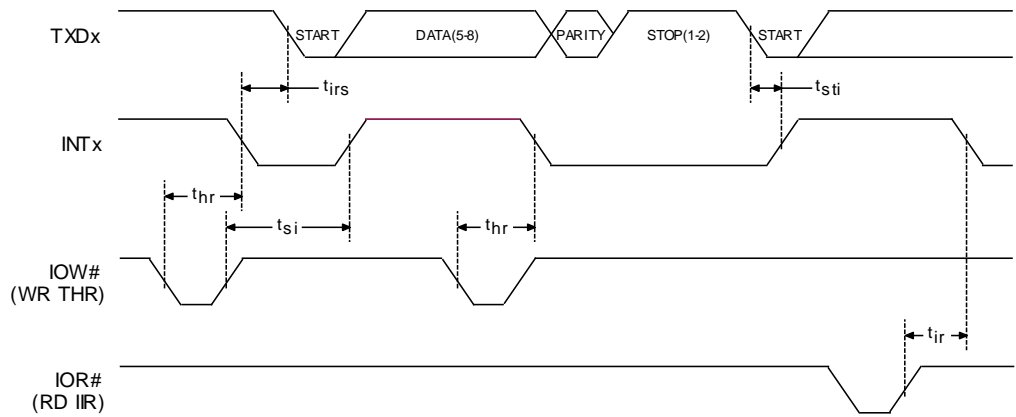 TXDx
START
DATA(5-8)
PARITY
STOP(1-2)
START
tirs
tsti
INTx
thr
tsi
thr
IOW#
(WR THR)
tir
IOR#
(RD IIR)